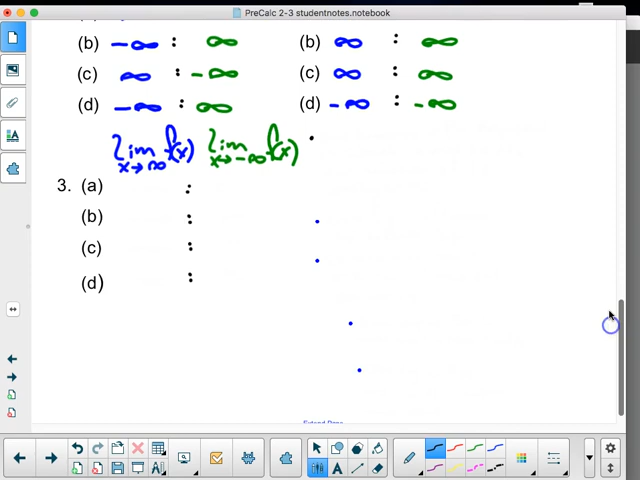 PreCalc 2-3 studentnotes.notebook
(b) -∞ : ∞ (b) ∞ : ∞
(c) ∞ : -∞ (c) ∞ : ∞
(d) -∞ : ∞ (d) -∞ : -∞
lim x→∞ f(x) lim x→-∞ f(x)
3. (a) :
(b) :
(c) :
(d) :
Extend Page